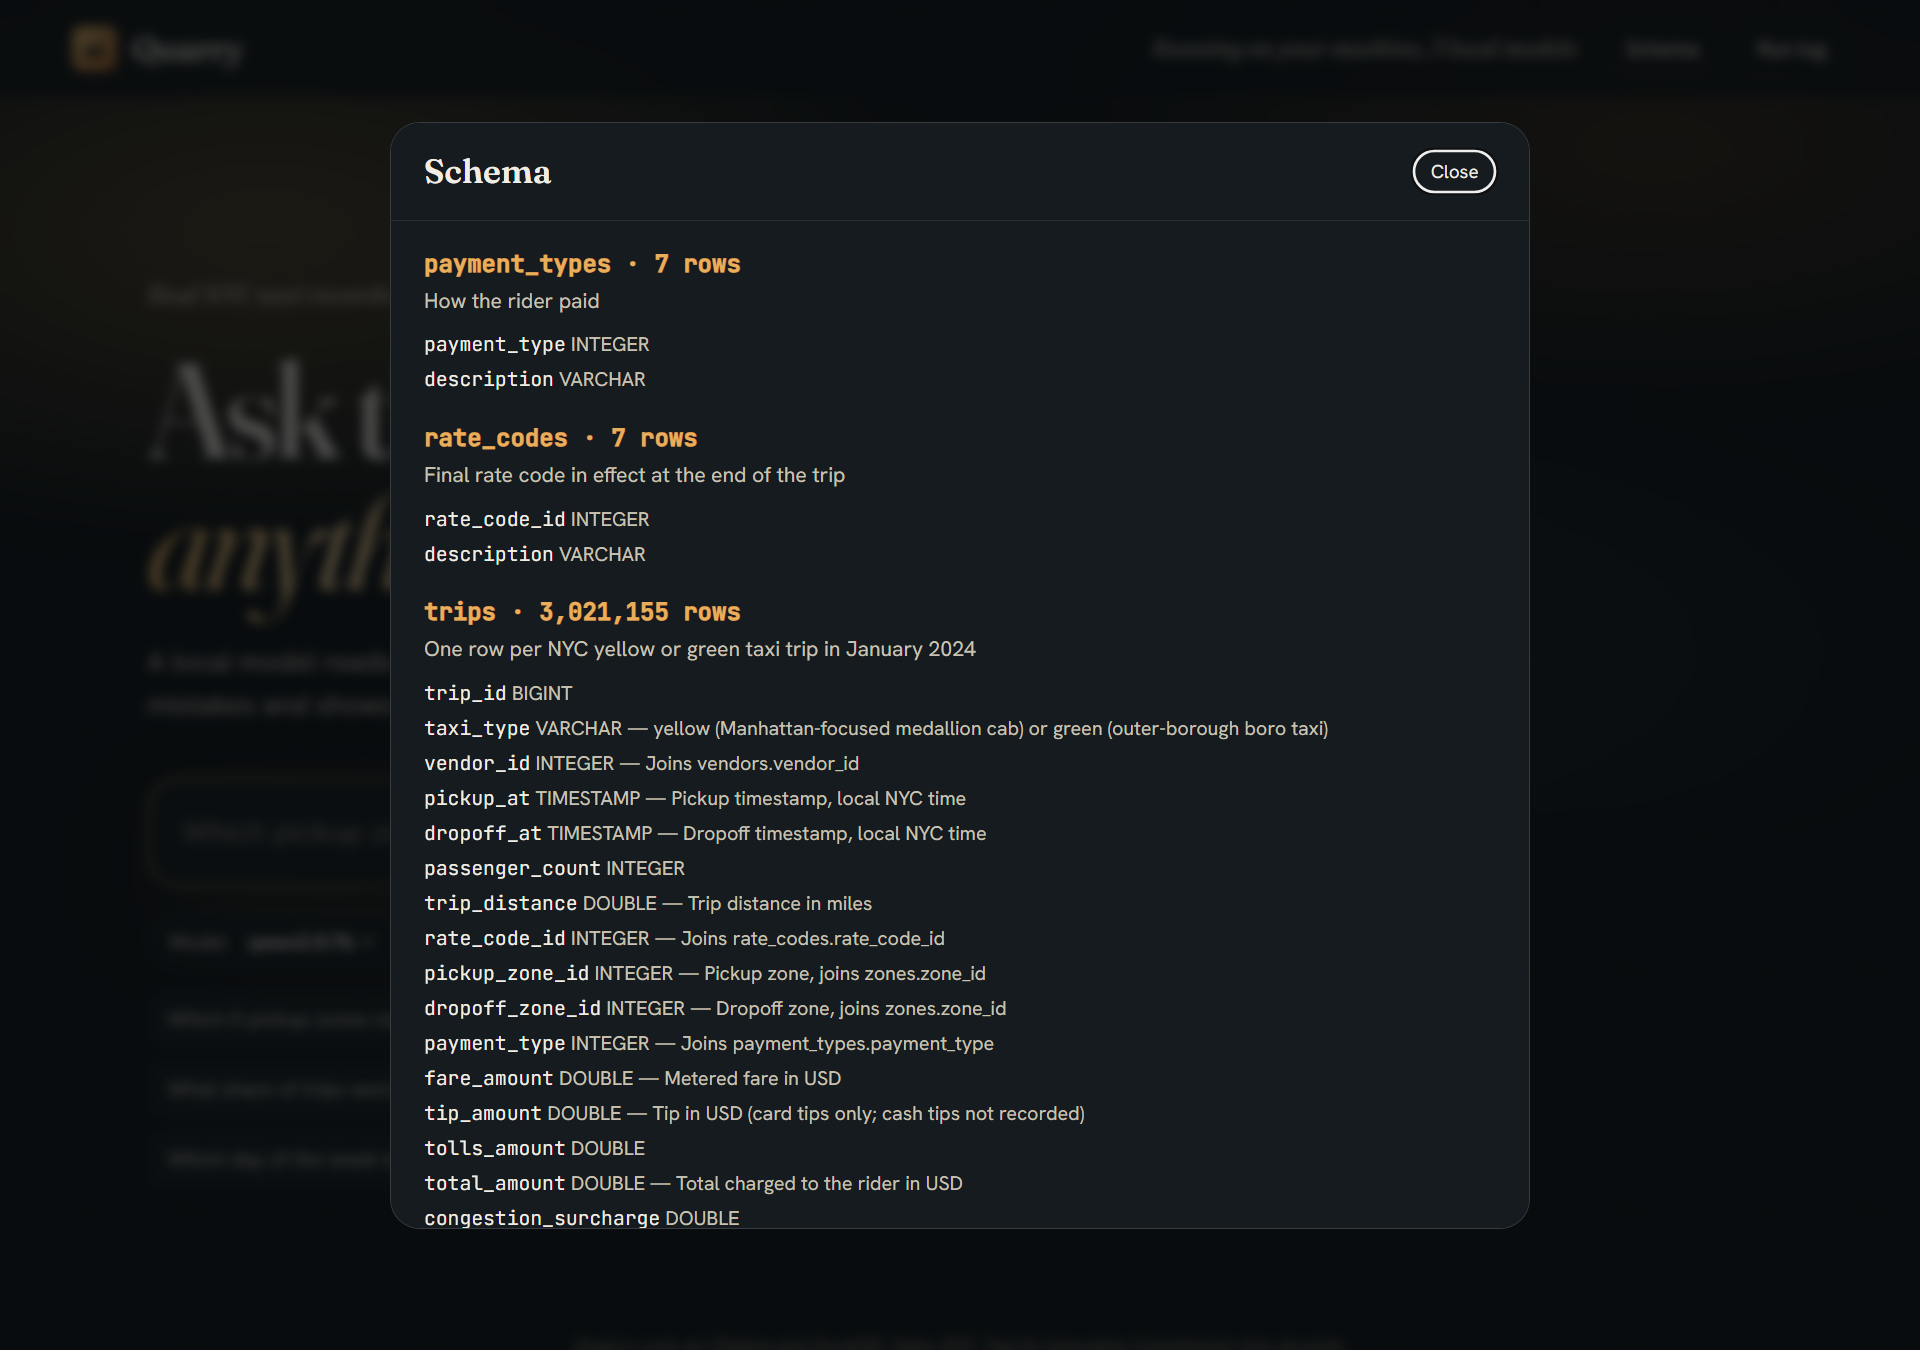 Quarry
Schema
Close
payment_types · 7 rows
How the rider paid
payment_type INTEGER
description VARCHAR
rate_codes · 7 rows
Final rate code in effect at the end of the trip
rate_code_id INTEGER
description VARCHAR
trips · 3,021,155 rows
One row per NYC yellow or green taxi trip in January 2024
trip_id BIGINT
taxi_type VARCHAR — yellow (Manhattan-focused medallion cab) or green (outer-borough boro taxi)
vendor_id INTEGER — Joins vendors.vendor_id
pickup_at TIMESTAMP — Pickup timestamp, local NYC time
dropoff_at TIMESTAMP — Dropoff timestamp, local NYC time
passenger_count INTEGER
trip_distance DOUBLE — Trip distance in miles
rate_code_id INTEGER — Joins rate_codes.rate_code_id
pickup_zone_id INTEGER — Pickup zone, joins zones.zone_id
dropoff_zone_id INTEGER — Dropoff zone, joins zones.zone_id
payment_type INTEGER — Joins payment_types.payment_type
fare_amount DOUBLE — Metered fare in USD
tip_amount DOUBLE — Tip in USD (card tips only; cash tips not recorded)
tolls_amount DOUBLE
total_amount DOUBLE — Total charged to the rider in USD
congestion_surcharge DOUBLE
Ask t
anyth